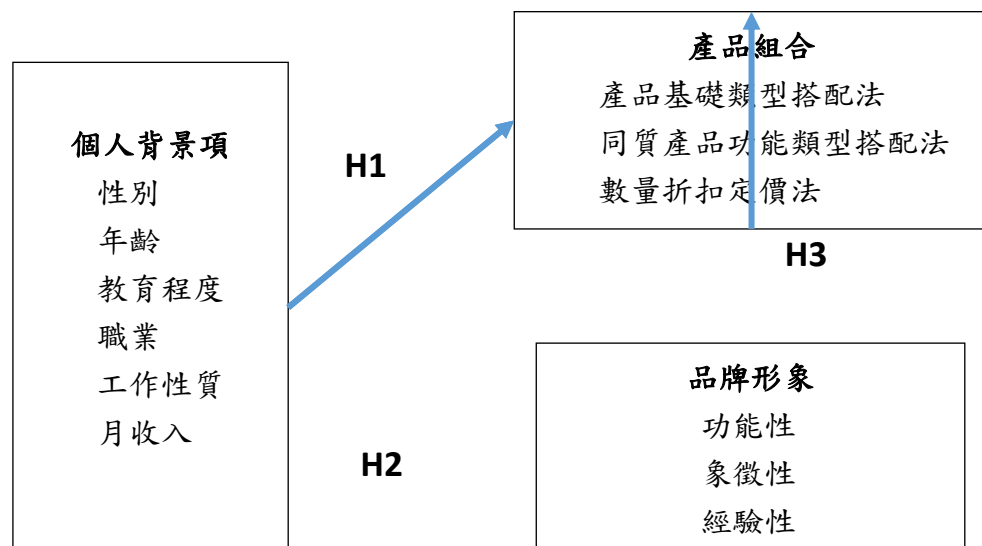 個人背景項
性別
年齡
教育程度
職業
工作性質
月收入
H1
H2
產品組合
產品基礎類型搭配法
同質產品功能類型搭配法
數量折扣定價法
H3
品牌形象
功能性
象徵性
經驗性